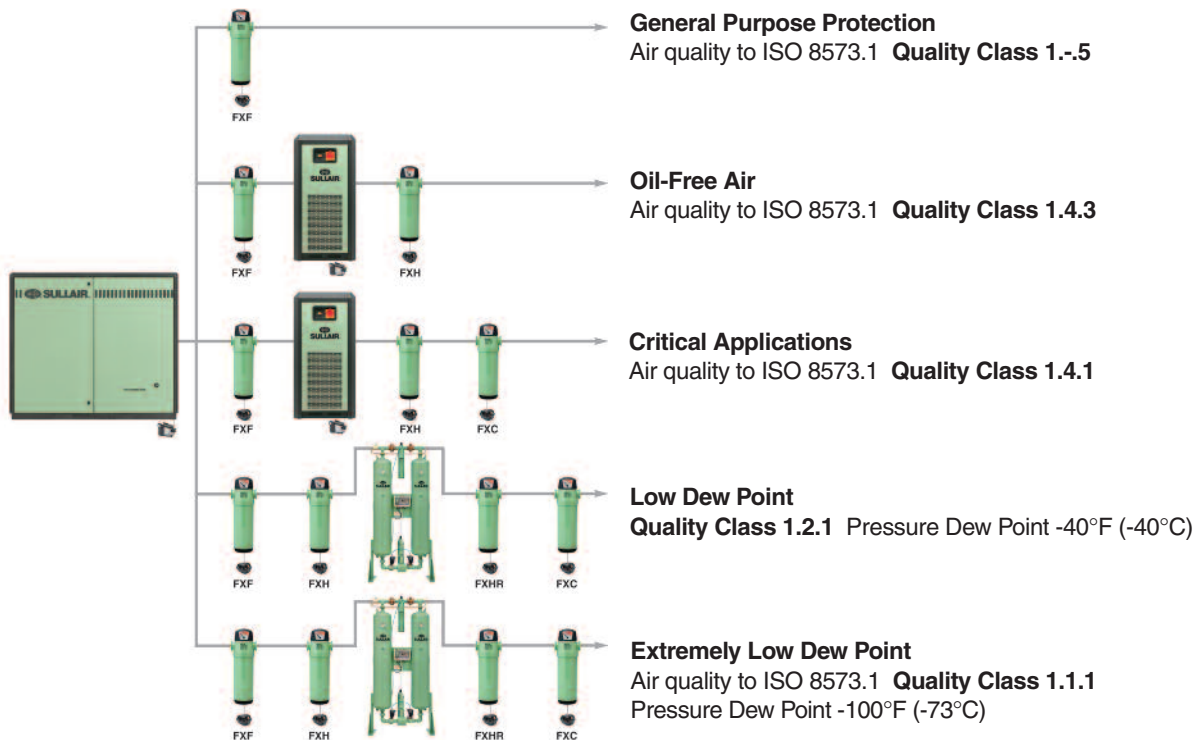 General Purpose Protection
Air quality to ISO 8573.1 Quality Class 1.-.5
FXF
Oil-Free Air
Air quality to ISO 8573.1 Quality Class 1.4.3
SULLAIR
FXF
FXH
SULLAIR
Critical Applications
Air quality to ISO 8573.1 Quality Class 1.4.1
SULLAIR
FXF
FXH
FXC
Low Dew Point
Quality Class 1.2.1 Pressure Dew Point -40°F (-40°C)
FXF
FXH
FXHR
FXC
Extremely Low Dew Point
Air quality to ISO 8573.1 Quality Class 1.1.1
Pressure Dew Point -100°F (-73°C)
FXF
FXH
FXHR
FXC